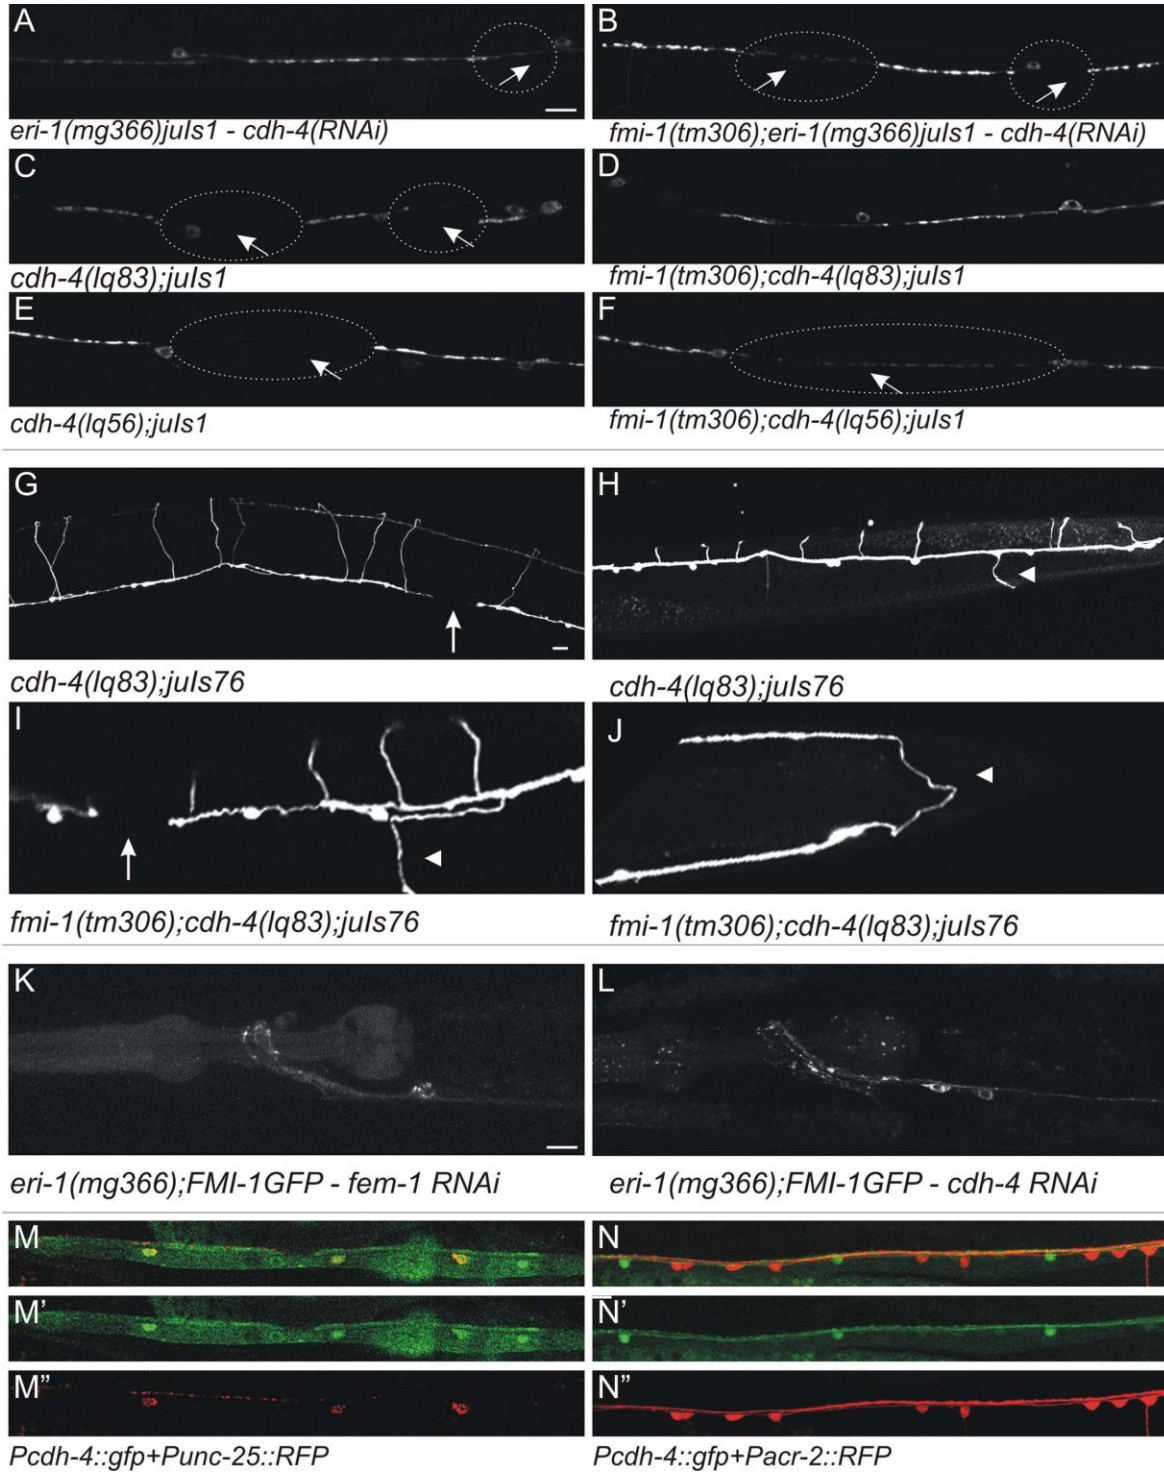 A
B
eri-1(mg366)juIs1 - cdh-4(RNAi)
fmi-1(tm306);eri-1(mg366)juIs1 - cdh-4(RNAi)
C
D
cdh-4(lq83);juIs1
fmi-1(tm306);cdh-4(lq83);juIs1
E
F
cdh-4(lq56);juIs1
fmi-1(tm306);cdh-4(lq56);juIs1
G
H
cdh-4(lq83);juIs76
cdh-4(lq83);juIs76
I
J
fmi-1(tm306);cdh-4(lq83);juIs76
fmi-1(tm306);cdh-4(lq83);juIs76
K
L
eri-1(mg366);FMI-1GFP - fem-1 RNAi
eri-1(mg366);FMI-1GFP - cdh-4 RNAi
M
N
M'
N'
M"
N"
Pcdh-4::gfp+Punc-25::RFP
Pcdh-4::gfp+Pacr-2::RFP